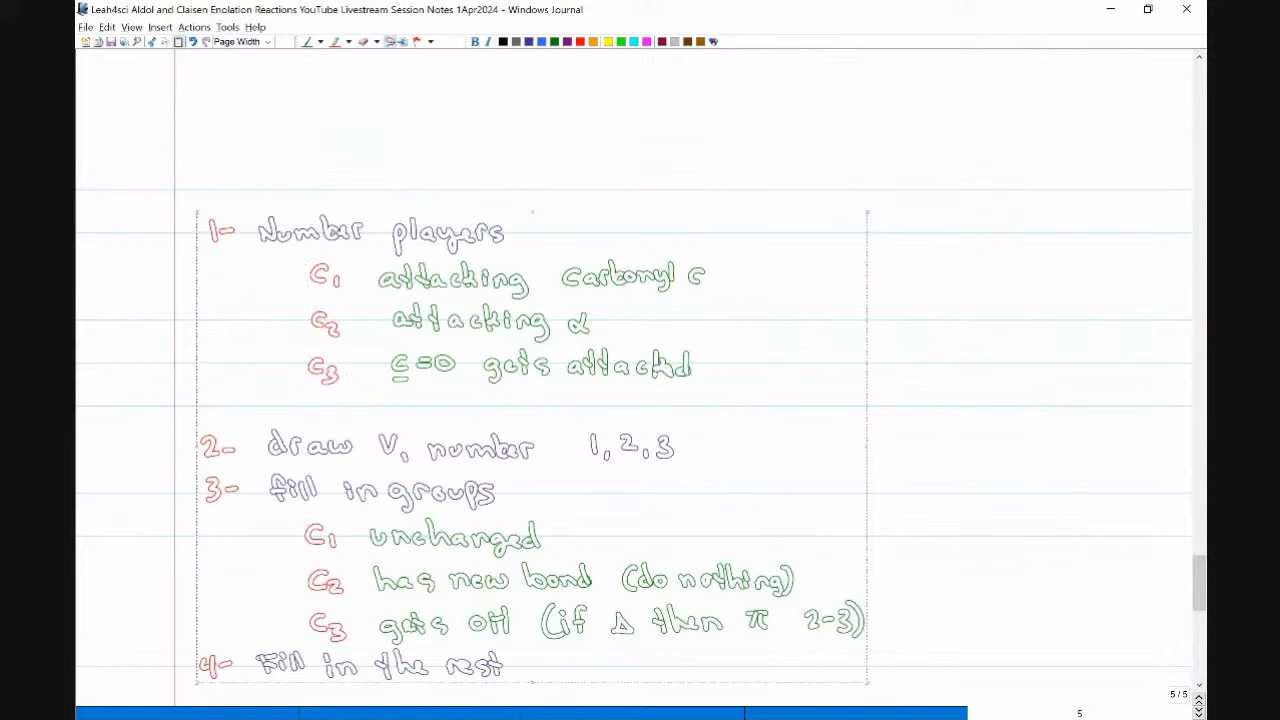 Leah4sci Aldol and Claisen Enolation Reactions YouTube Livestream Session Notes 1Apr2024 - Windows Journal
File Edit View Insert Actions Tools Help
Page Width
B I
1- Number players
C1 attacking Carbonyl C
C2 attacking α
C3 C=O gets attackd
2- draw V, number 1,2,3
3- fill in groups
C1 unchanged
C2 has new bond (do nothing)
C3 gets OH (if Δ then π 2-3)
4- Fill in the rest
5/5
5